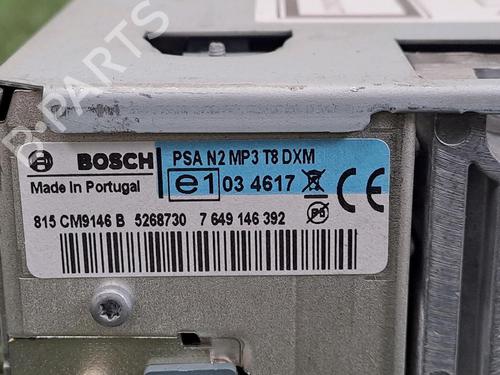 BOSCH PSA N2 MP3 T8 DXM
Made in Portugal e1 03 4617 CE
Pb
815 CM9146 B 5268730 7 649 146 392
B-PARTS